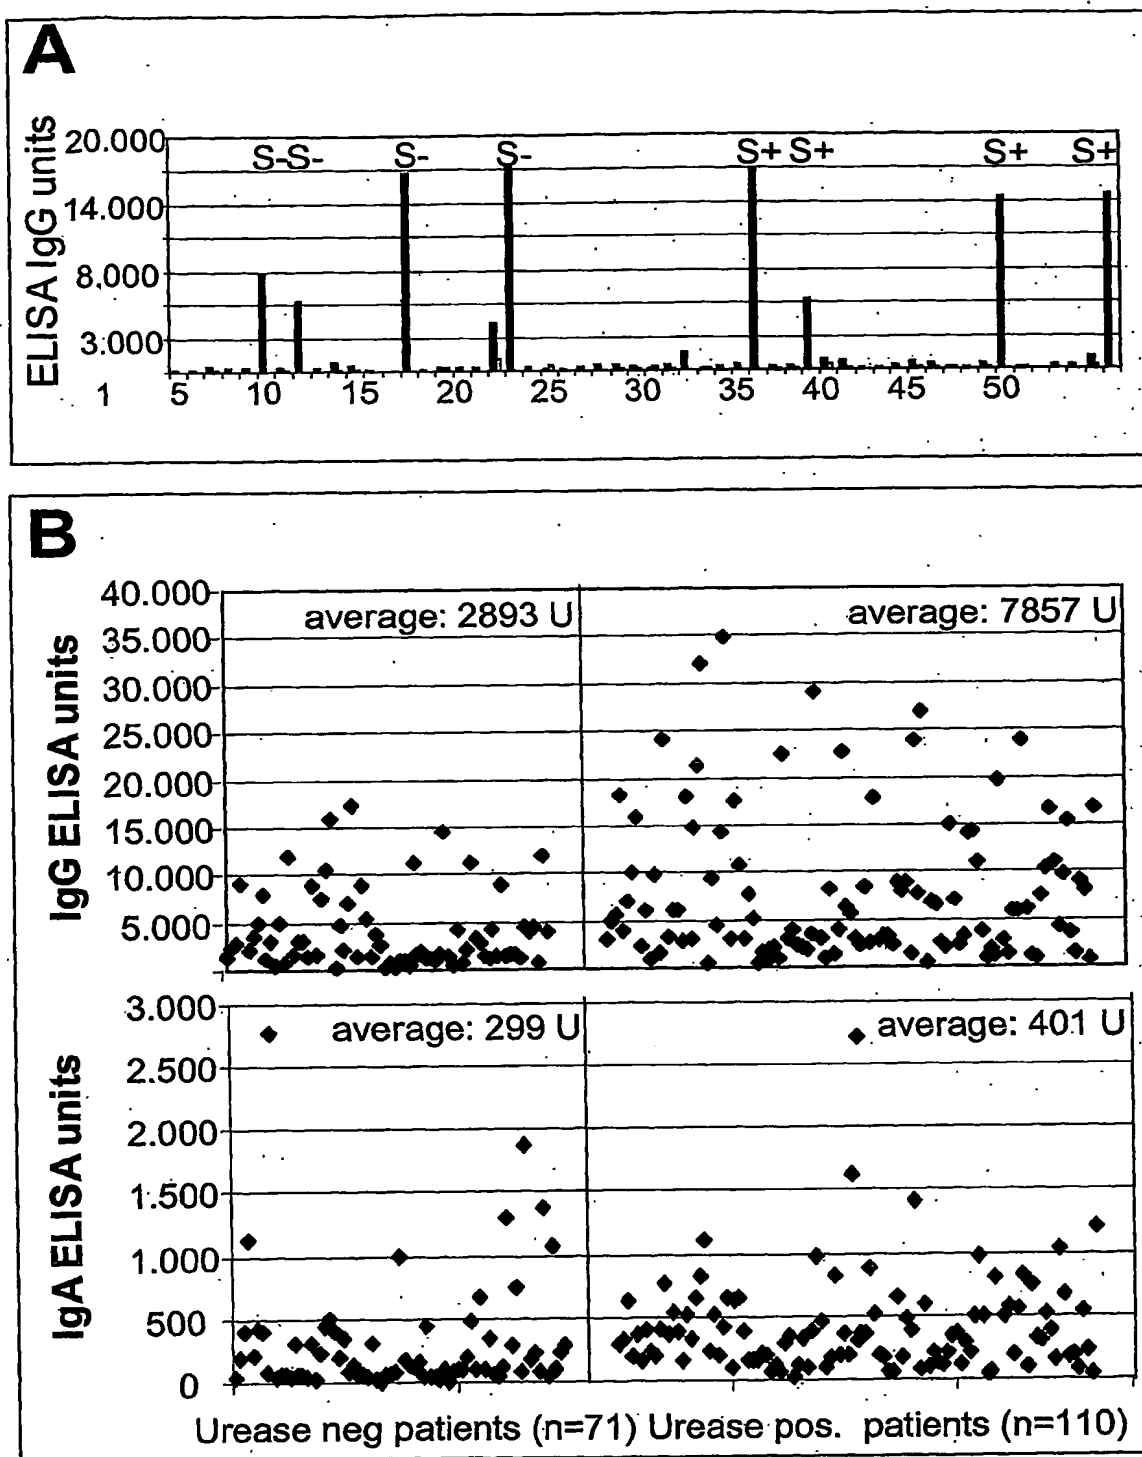 A
ELISA IgG units
20.000
14.000
8.000
3.000
S-S- S- S- S+ S+ S+ S+
1 5 10 15 20 25 30 35 40 45 50
B
IgG ELISA units
40.000
35.000
30.000
25.000
20.000
15.000
10.000
5.000
average: 2893 U average: 7857 U
IgA ELISA units
3.000
2.500
2.000
1.500
1.000
500
0
average: 299 U average: 401 U
Urease neg patients (n=71) Urease pos. patients (n=110)